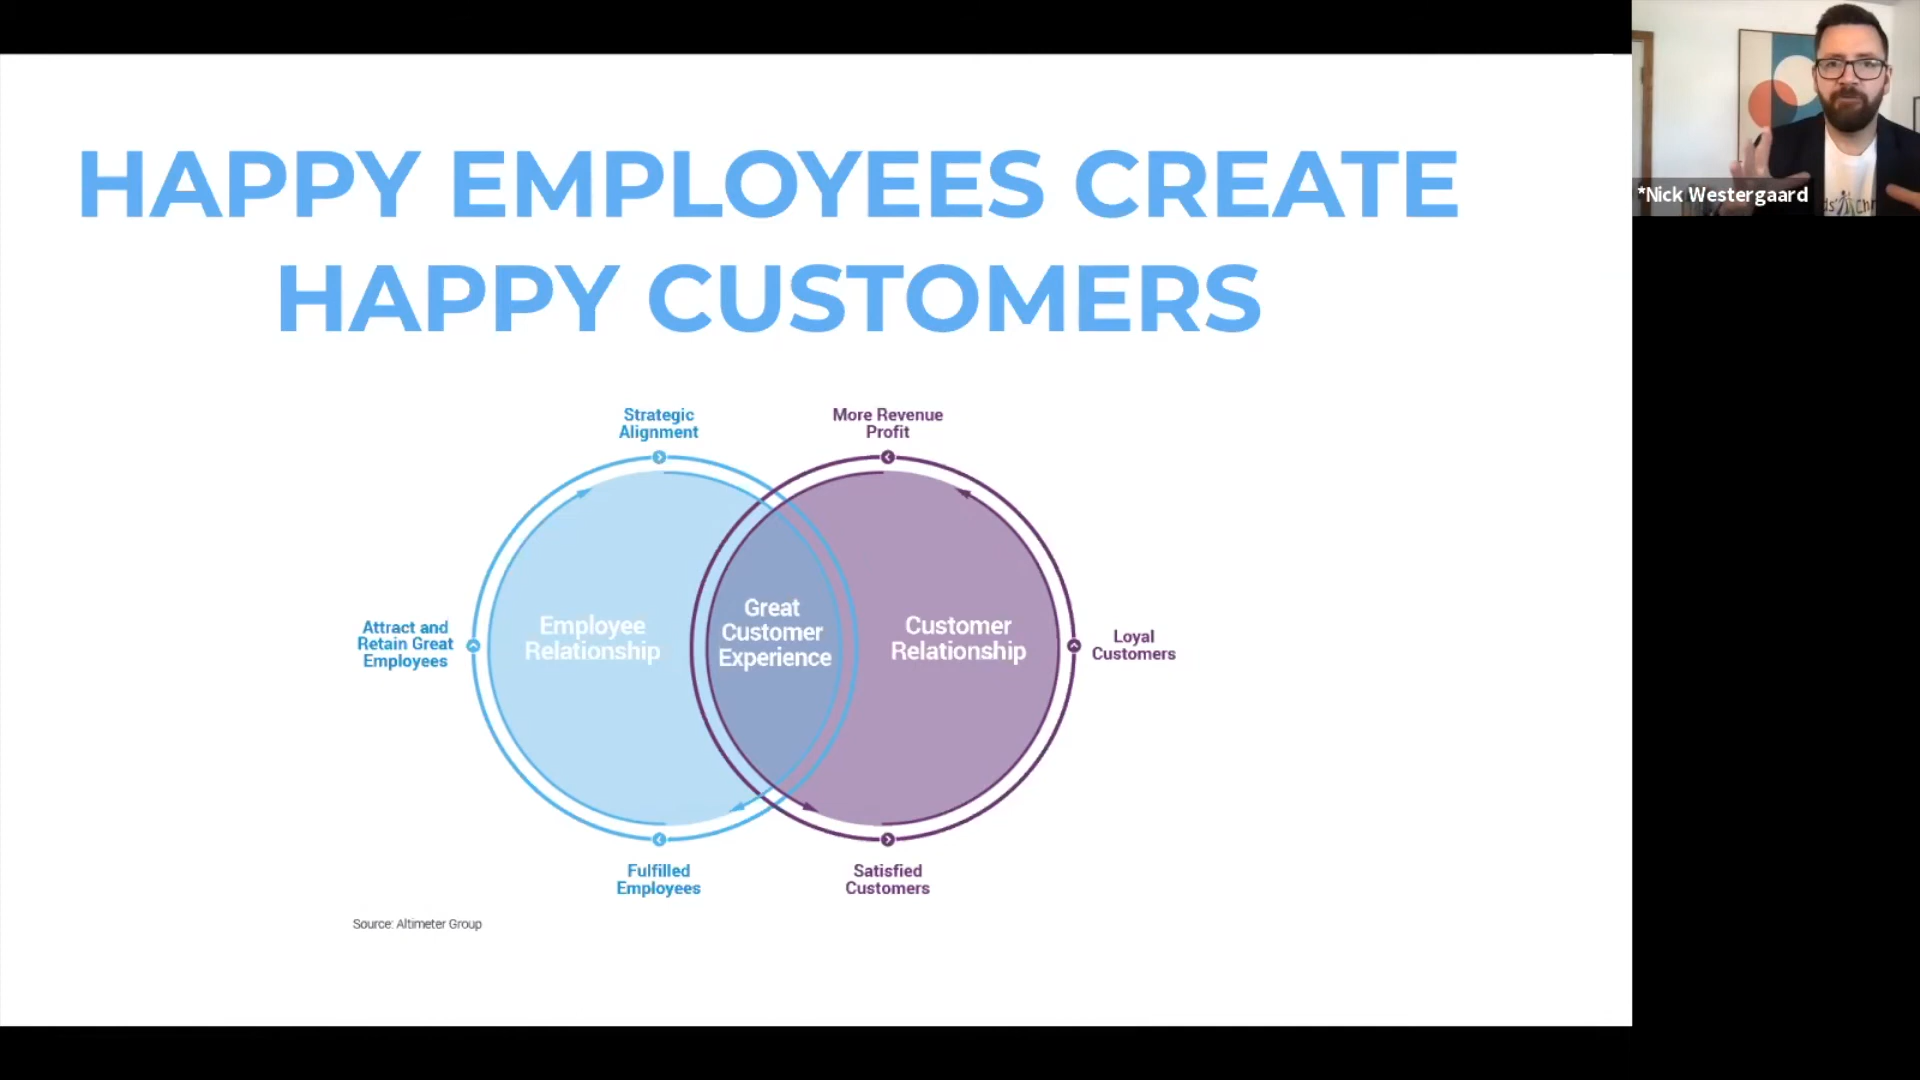 HAPPY EMPLOYEES CREATE
HAPPY CUSTOMERS
*Nick Westergaard
Strategic
Alignment
More Revenue
Profit
Attract and
Retain Great
Employees
Employee
Relationship
Great
Customer
Experience
Customer
Relationship
Loyal
Customers
Fulfilled
Employees
Satisfied
Customers
Source: Altimeter Group